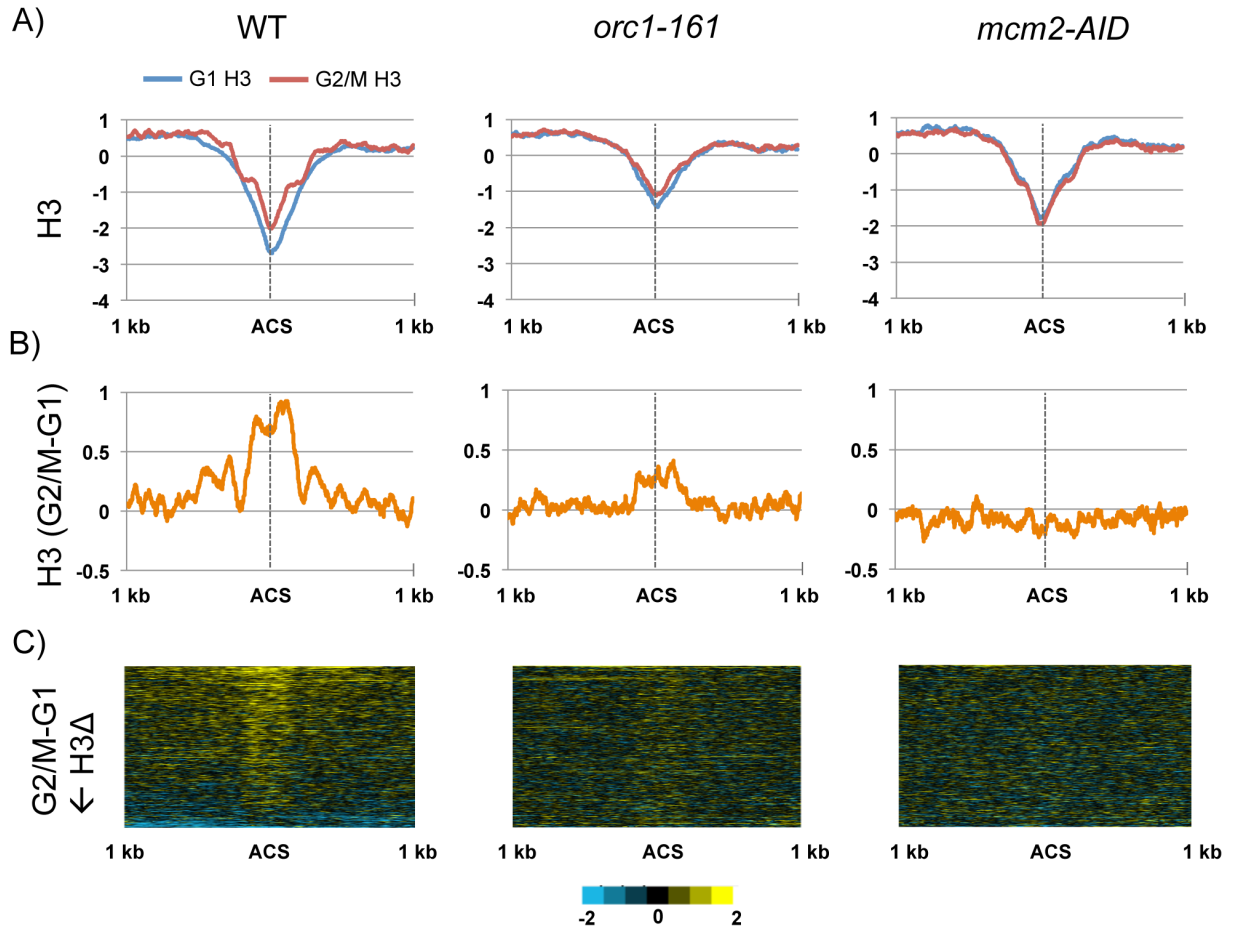 A)
WT
orc1-161
mcm2-AID
G1 H3
G2/M H3
H3
1
0
-1
-2
-3
-4
1 kb
ACS
1 kb
1
0
-1
-2
-3
-4
1 kb
ACS
1 kb
1
0
-1
-2
-3
-4
1 kb
ACS
1 kb
B)
H3 (G2/M-G1)
1
0.5
0
-0.5
1 kb
ACS
1 kb
1
0.5
0
-0.5
1 kb
ACS
1 kb
1
0.5
0
-0.5
1 kb
ACS
1 kb
C)
G2/M-G1
← H3Δ
1 kb
ACS
1 kb
1 kb
ACS
1 kb
1 kb
ACS
1 kb
-2
0
2